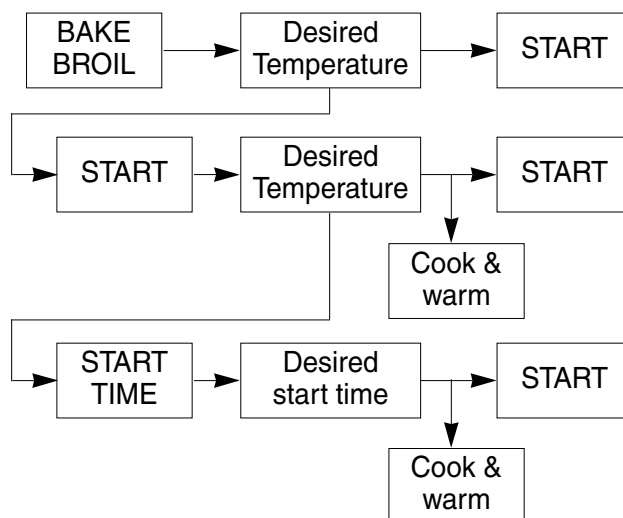 BAKE
BROIL
Desired
Temperature
START
START
Desired
Temperature
START
Cook &
warm
START
TIME
Desired
start time
START
Cook &
warm